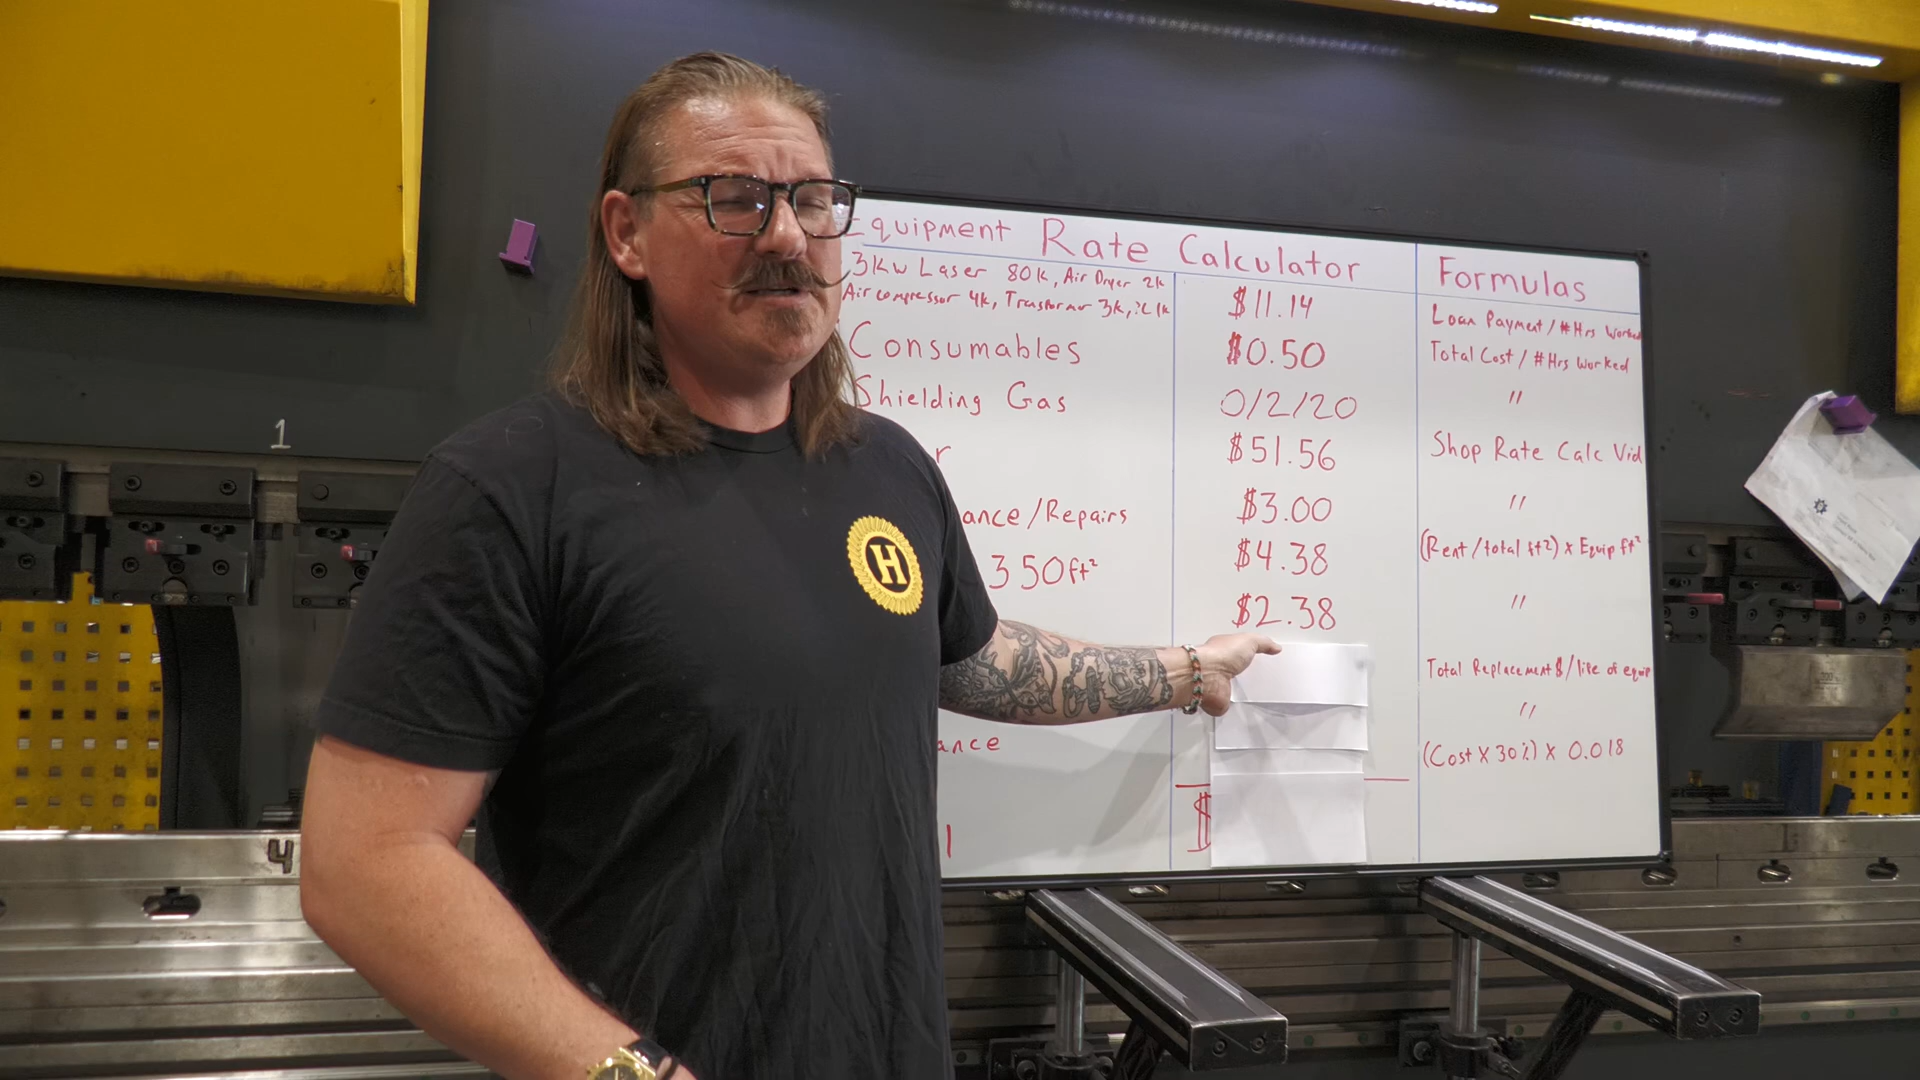 Equipment Rate Calculator Formulas
3Kw Laser 80k, Air Dryer 2k
Air compressor 4k, Transformer 3k, 1k $11.14 Loan Payment / # Hrs Worked
Consumables $0.50 Total Cost / # Hrs Worked
Shielding Gas 0/2/20 "
r $51.56 Shop Rate Calc Vid
ance/Repairs $3.00 "
350ft² $4.38 (Rent/total ft²) x Equip ft²
$2.38 "
Total Replacement $/life of equip
"
ance (Cost X 30%) x 0.018
$
H
1
4